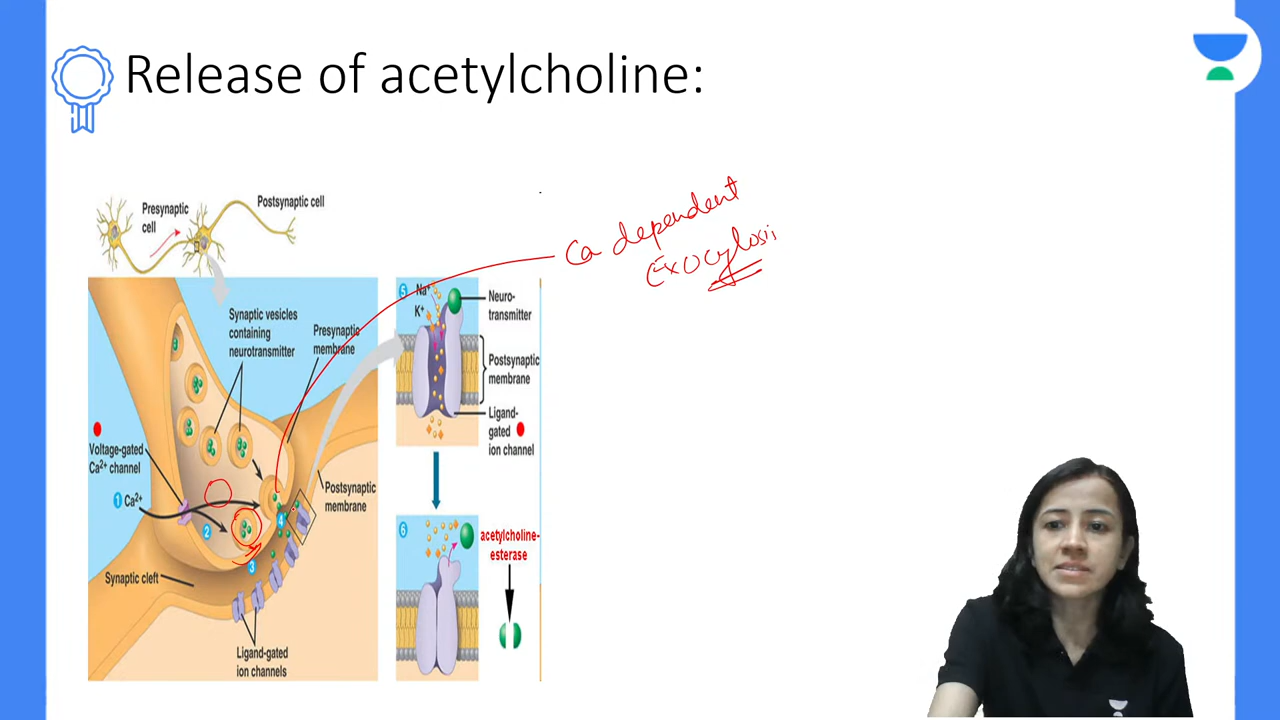 Release of acetylcholine:
Presynaptic
cell
Postsynaptic cell
Ca dependent
Exocytosis
Synaptic vesicles
containing
neurotransmitter
Presynaptic
membrane
Voltage-gated
Ca2+ channel
1 Ca2+
2
3
4
Postsynaptic
membrane
Synaptic cleft
Ligand-gated
ion channels
5
Na+
K+
Neuro-
transmitter
Postsynaptic
membrane
Ligand-
gated
ion channel
6
acetylcholine-
esterase